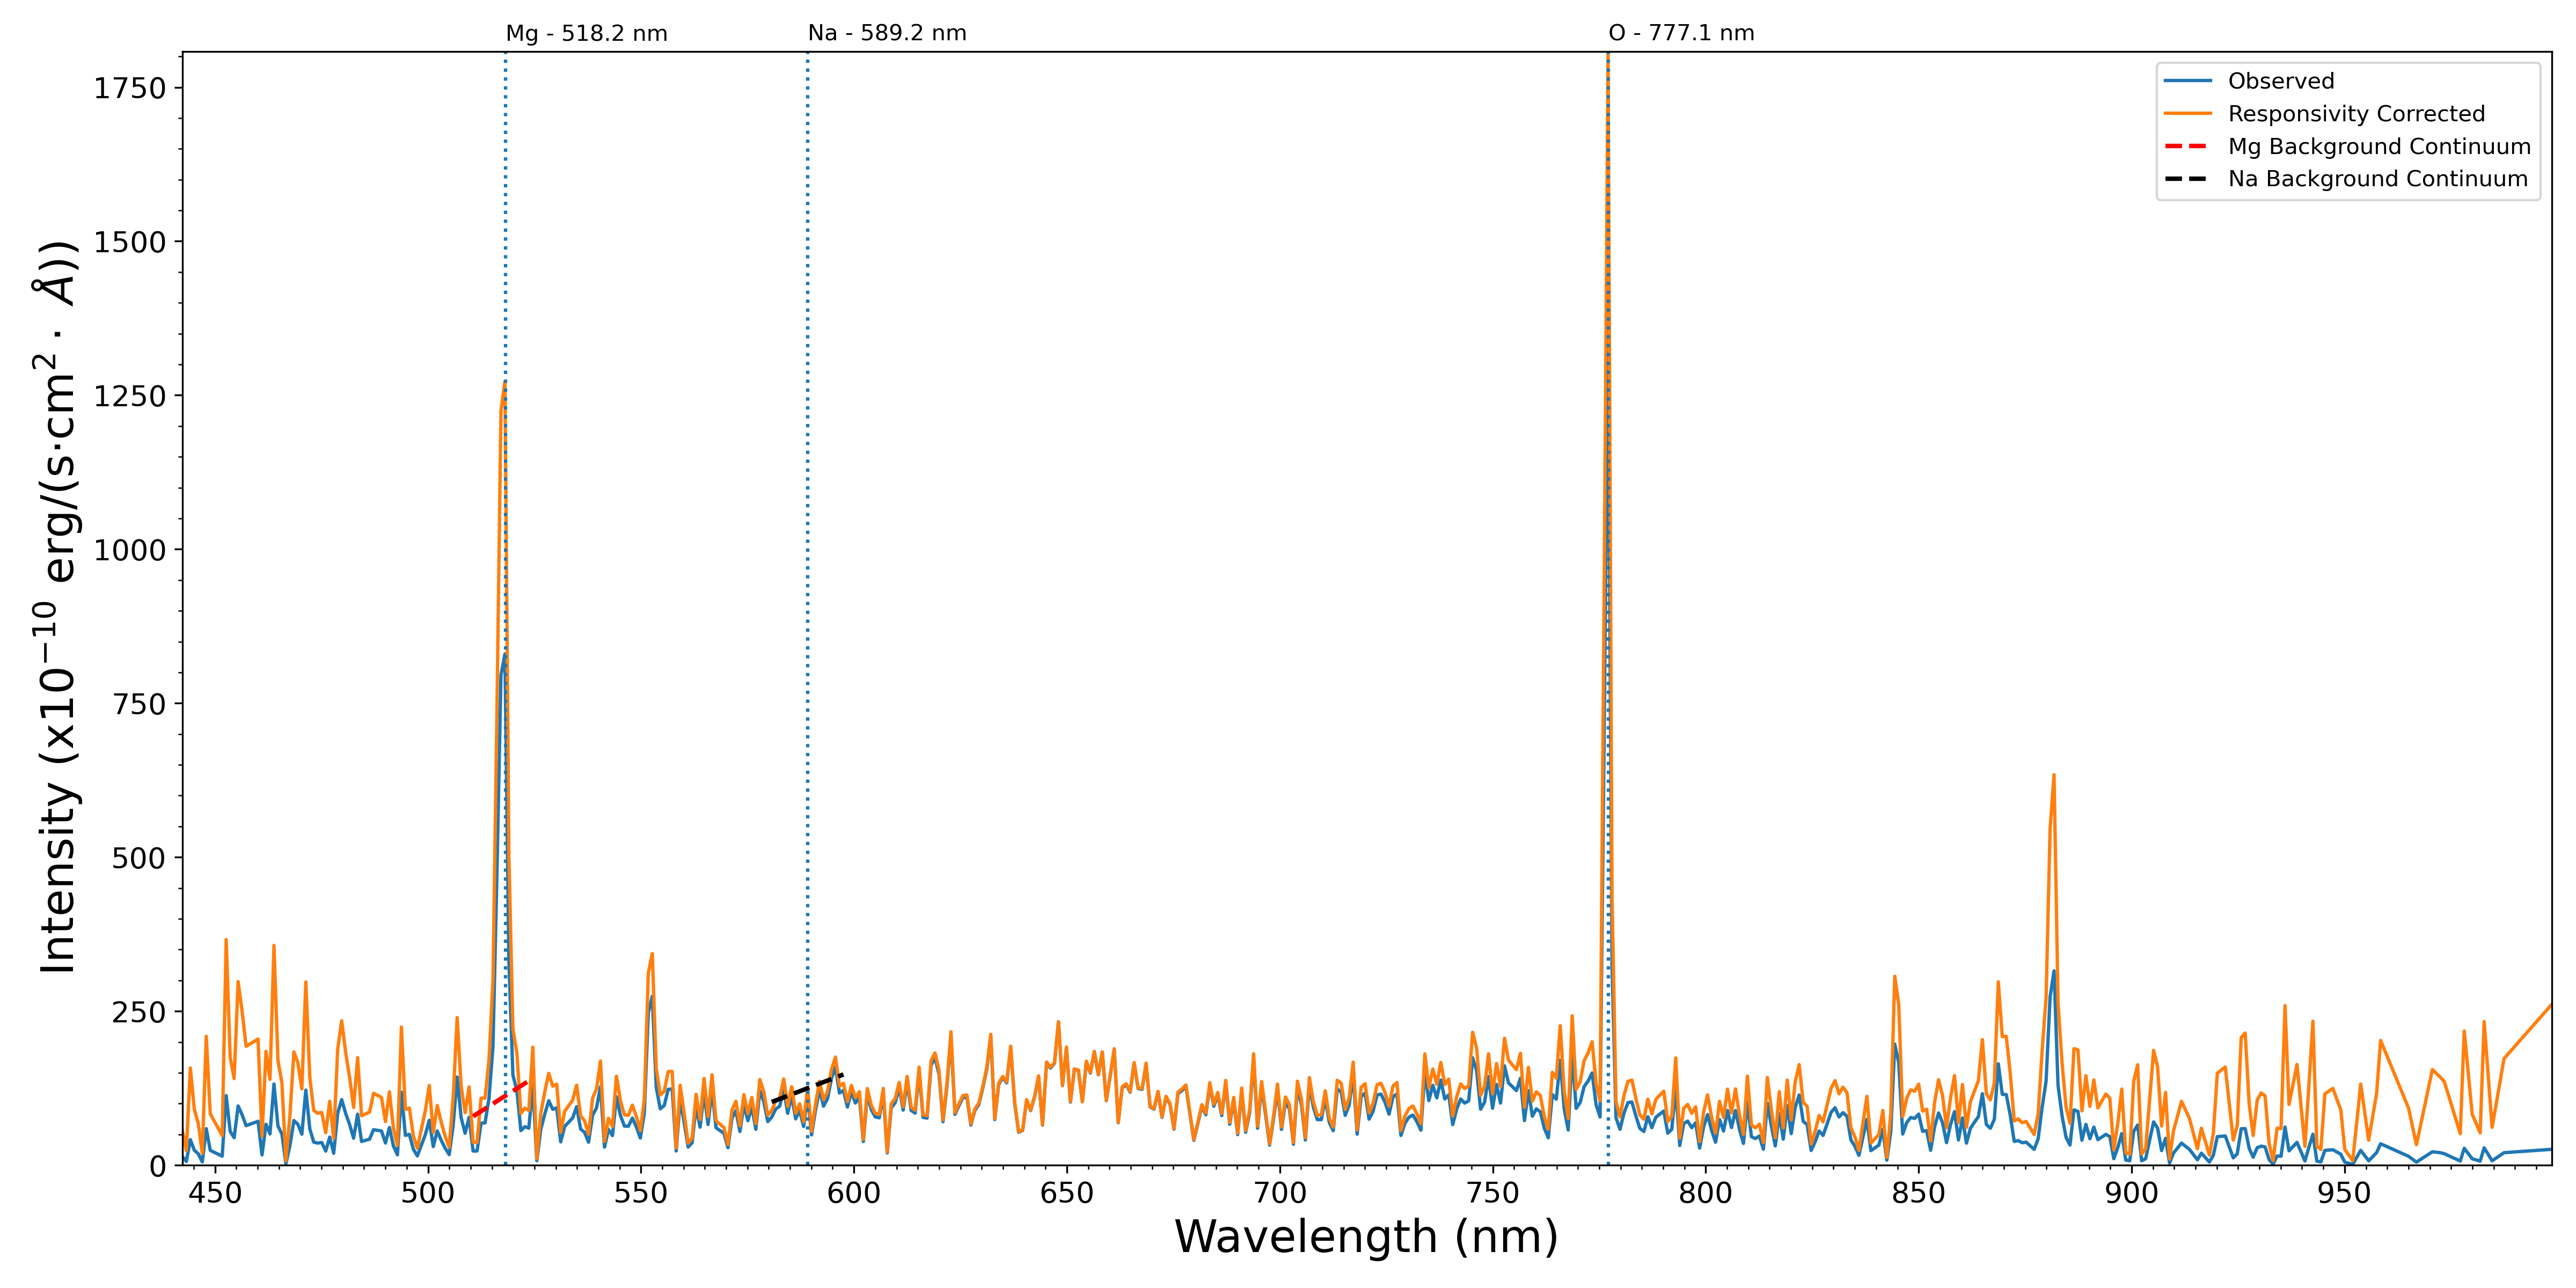 Mg - 518.2 nm
Na - 589.2 nm
O - 777.1 nm
Observed
Responsivity Corrected
Mg Background Continuum
Na Background Continuum
Intensity (x10⁻¹⁰ erg/(s·cm² · Å))
1750
1500
1250
1000
750
500
250
0
450 500 550 600 650 700 750 800 850 900 950
Wavelength (nm)